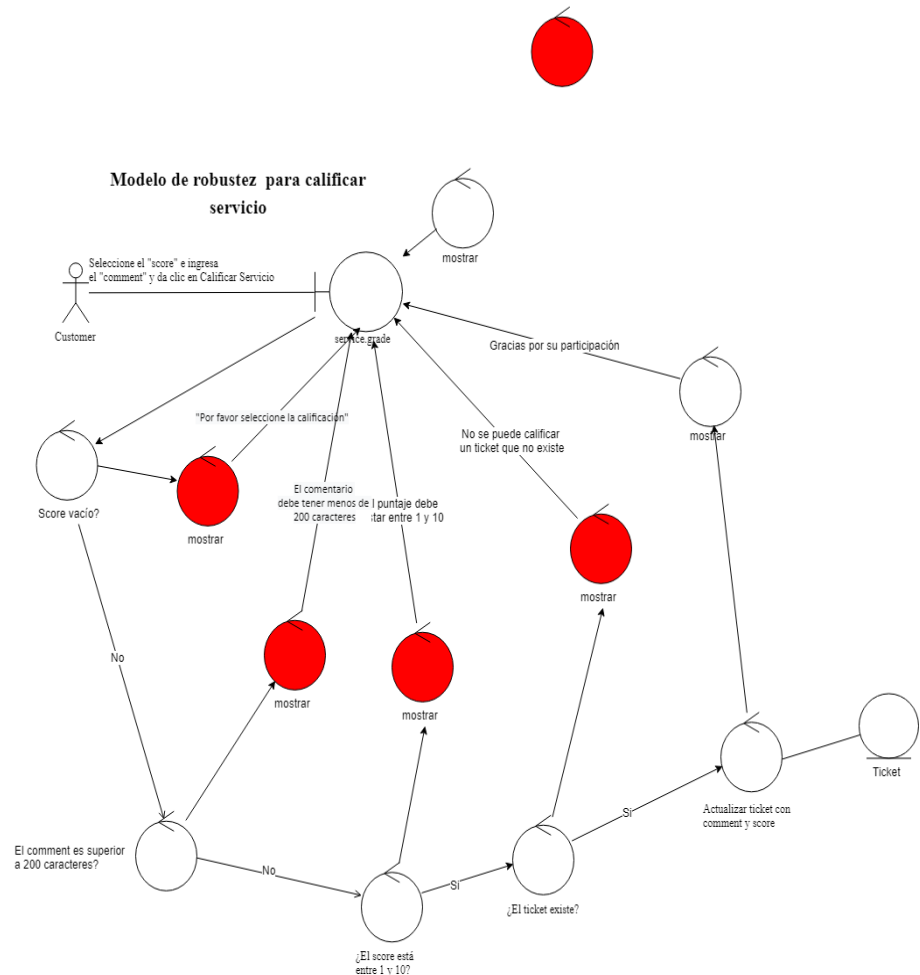 Modelo de robustez para calificar
servicio
mostrar
Seleccione el "score" e ingresa
el "comment" y da clic en Calificar Servicio
Customer
service.grade
Gracias por su participación
mostrar
"Por favor seleccione la calificación"
No se puede calificar
un ticket que no existe
Score vacío?
mostrar
El comentario
debe tener menos de
200 caracteres
puntaje debe
entre 1 y 10
mostrar
No
mostrar
mostrar
Ticket
Actualizar ticket con
comment y score
Si
El comment es superior
a 200 caracteres?
No
Si
¿El ticket existe?
¿El score está
entre 1 y 10?